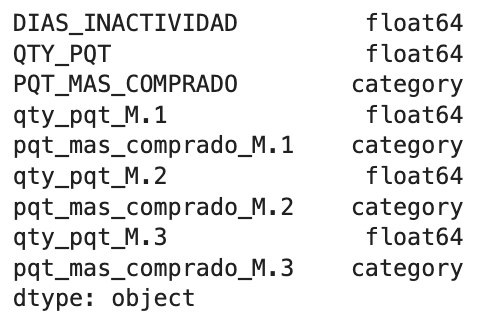 DIAS_INACTIVIDAD float64
QTY_PQT float64
PQT_MAS_COMPRADO category
qty_pqt_M.1 float64
pqt_mas_comprado_M.1 category
qty_pqt_M.2 float64
pqt_mas_comprado_M.2 category
qty_pqt_M.3 float64
pqt_mas_comprado_M.3 category
dtype: object